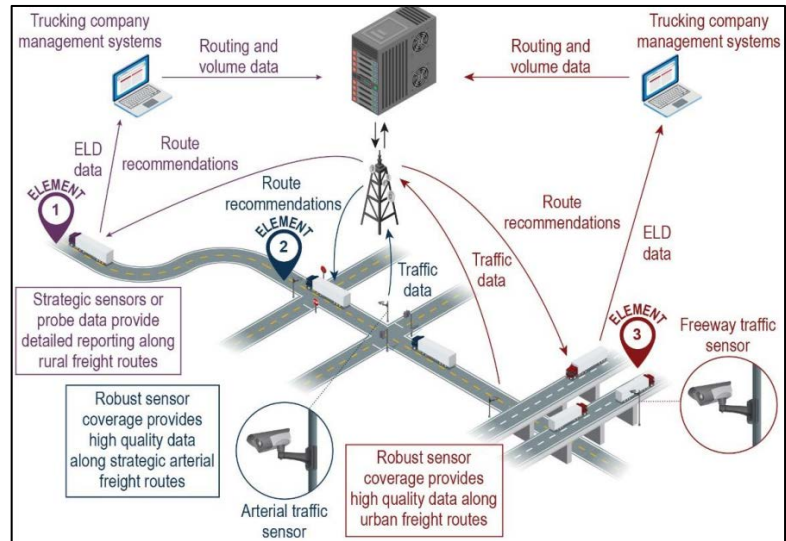 Trucking company
management systems
Routing and
volume data
Routing and
volume data
Trucking company
management systems
ELD
data
Route
recommendations
ELEMENT
1
Route
recommendations
ELEMENT
2
Traffic
data
Traffic
data
Route
recommendations
ELD
data
ELEMENT
3
Freeway traffic
sensor
Strategic sensors or
probe data provide
detailed reporting along
rural freight routes
Robust sensor
coverage provides
high quality data
along strategic arterial
freight routes
Arterial traffic
sensor
Robust sensor
coverage provides
high quality data along
urban freight routes